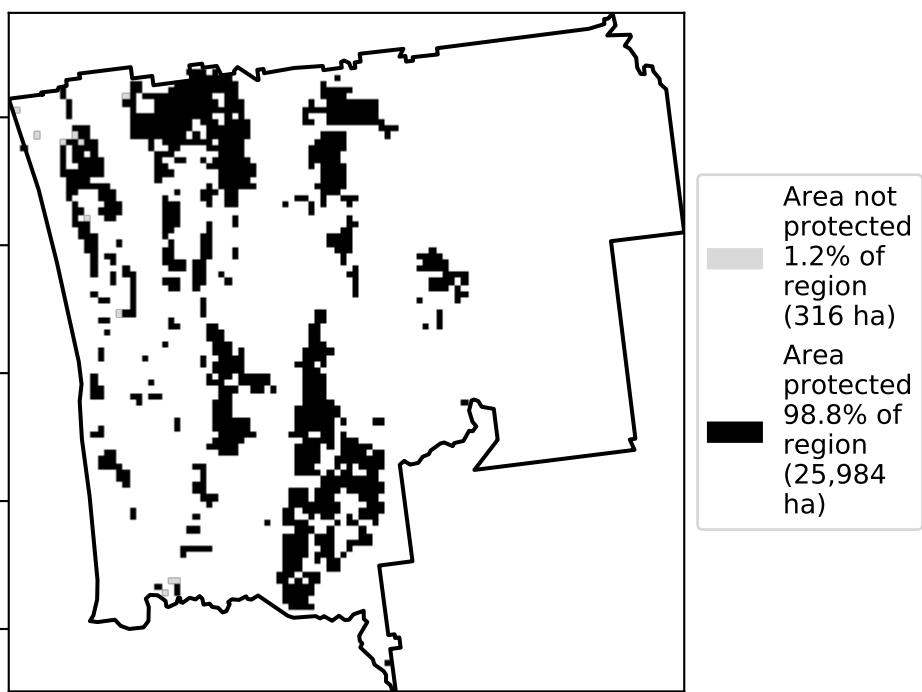 Area not
protected
1.2% of
region
(316 ha)
Area
protected
98.8% of
region
(25,984
ha)